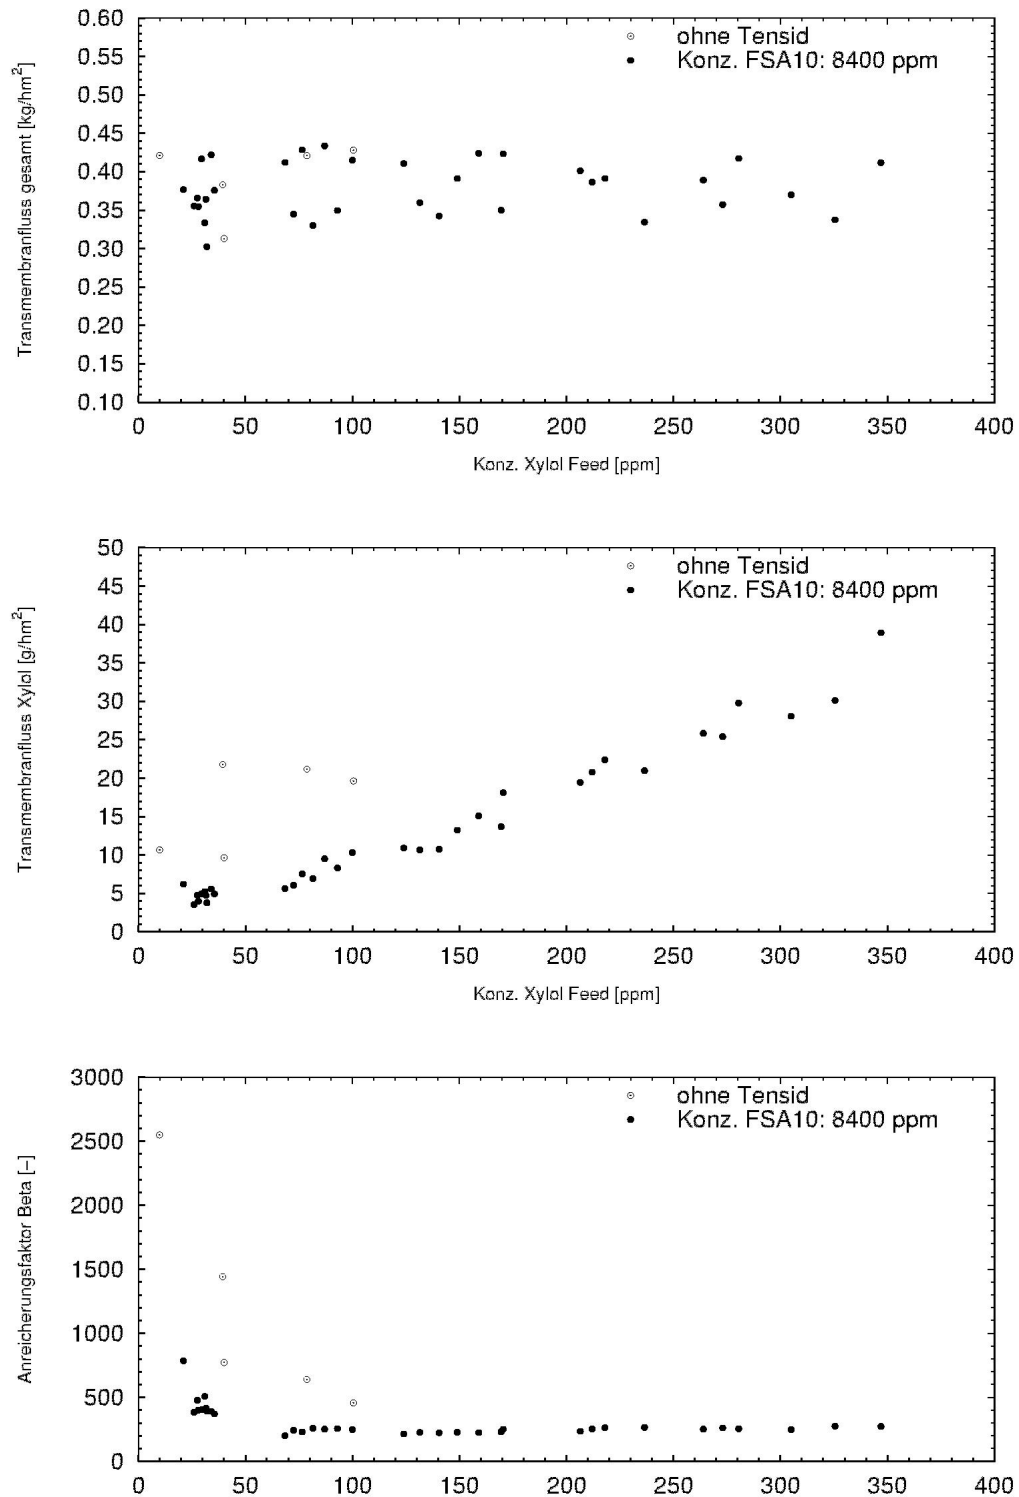 0.60
0.55
0.50
0.45
0.40
0.35
0.30
0.25
0.20
0.15
0.10
Transmembranfluss gesamt [kg/hm²]
ohne Tensid
Konz. FSA10: 8400 ppm
0 50 100 150 200 250 300 350 400
Konz. Xylol Feed [ppm]
50
45
40
35
30
25
20
15
10
5
0
Transmembranfluss Xylol [g/hm²]
ohne Tensid
Konz. FSA10: 8400 ppm
0 50 100 150 200 250 300 350 400
Konz. Xylol Feed [ppm]
3000
2500
2000
1500
1000
500
0
Anreicherungsfaktor Beta [–]
ohne Tensid
Konz. FSA10: 8400 ppm
0 50 100 150 200 250 300 350 400